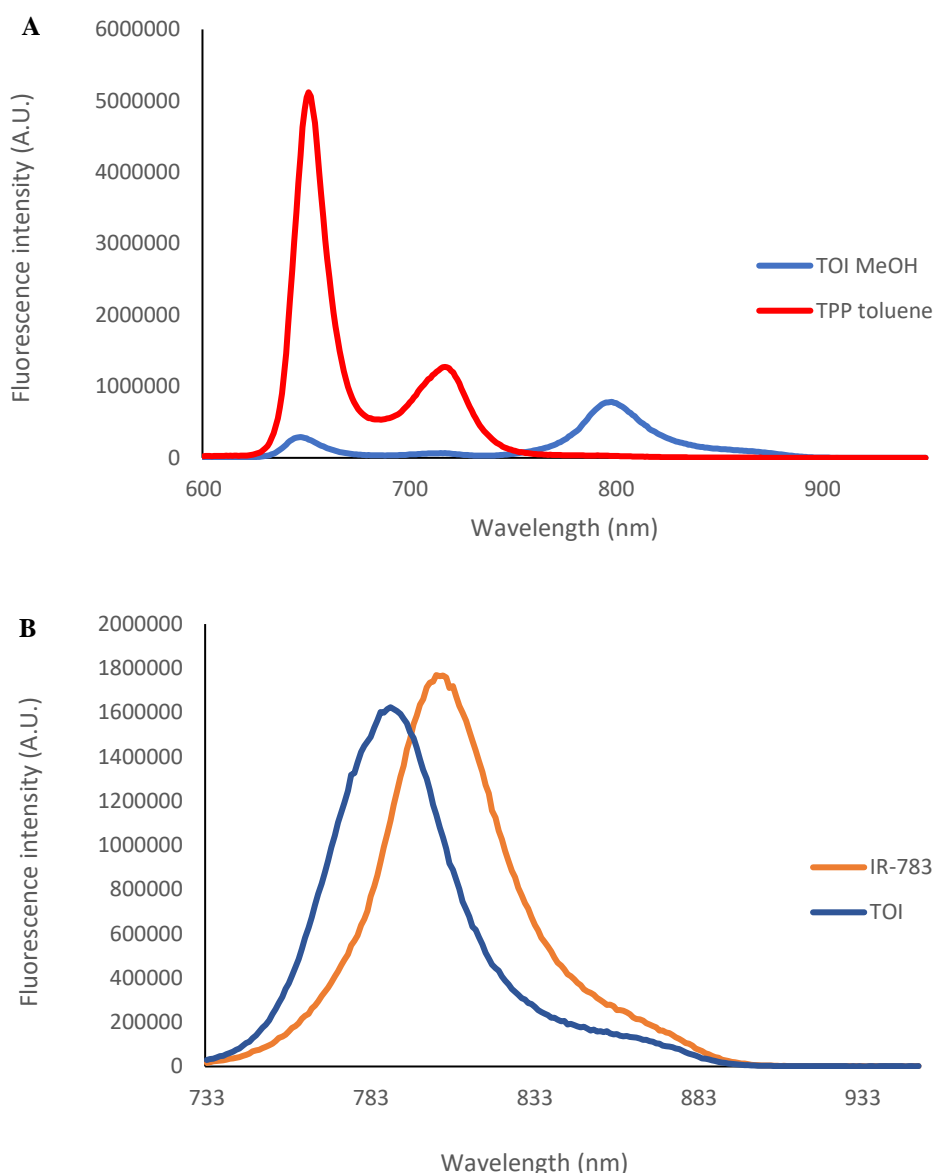 A
6000000
5000000
4000000
3000000
2000000
1000000
0
Fluorescence intensity (A.U.)
600
700
800
900
Wavelength (nm)
TOI MeOH
TPP toluene
B
2000000
1800000
1600000
1400000
1200000
1000000
800000
600000
400000
200000
0
Fluorescence intensity (A.U.)
733
783
833
883
933
Wavelength (nm)
IR-783
TOI